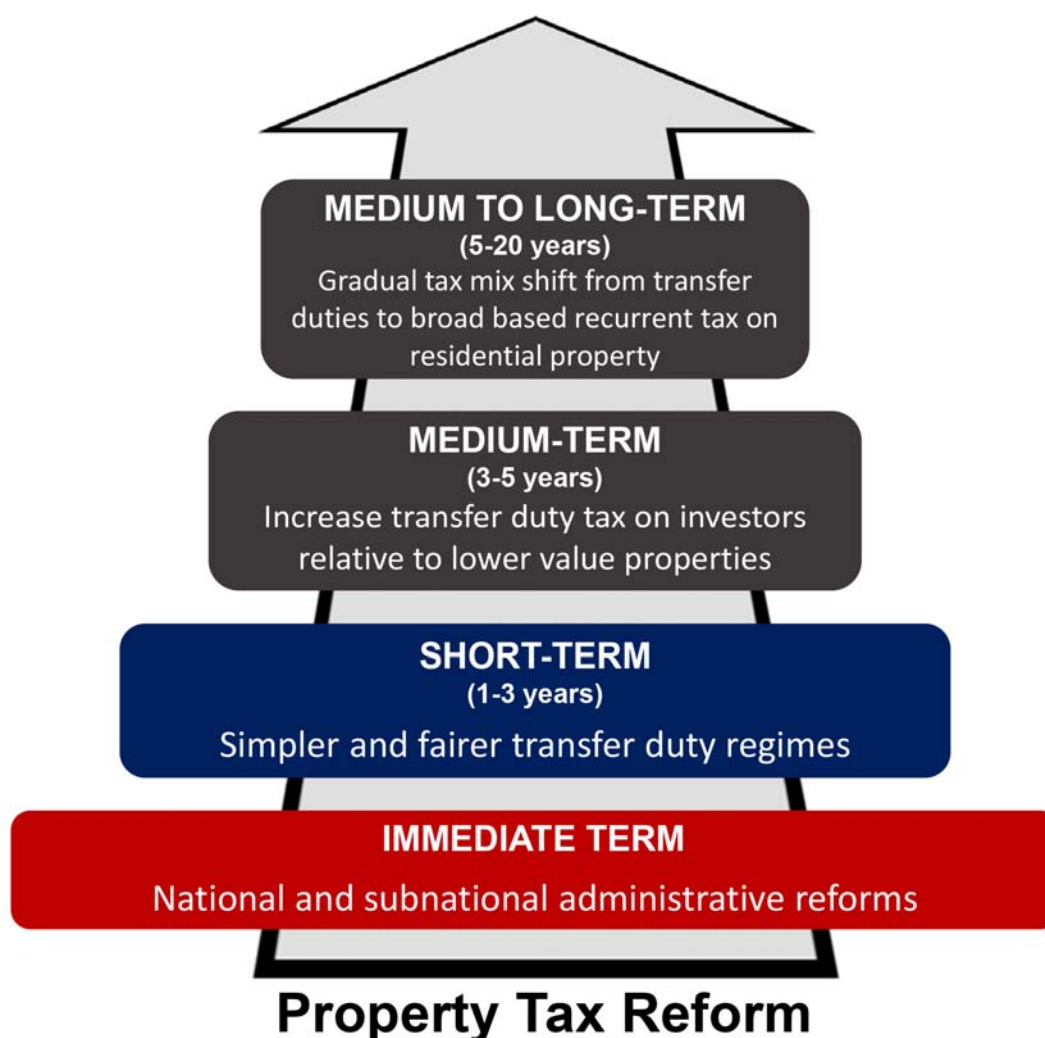 MEDIUM TO LONG-TERM
(5-20 years)
Gradual tax mix shift from transfer
duties to broad based recurrent tax on
residential property
MEDIUM-TERM
(3-5 years)
Increase transfer duty tax on investors
relative to lower value properties
SHORT-TERM
(1-3 years)
Simpler and fairer transfer duty regimes
IMMEDIATE TERM
National and subnational administrative reforms
Property Tax Reform